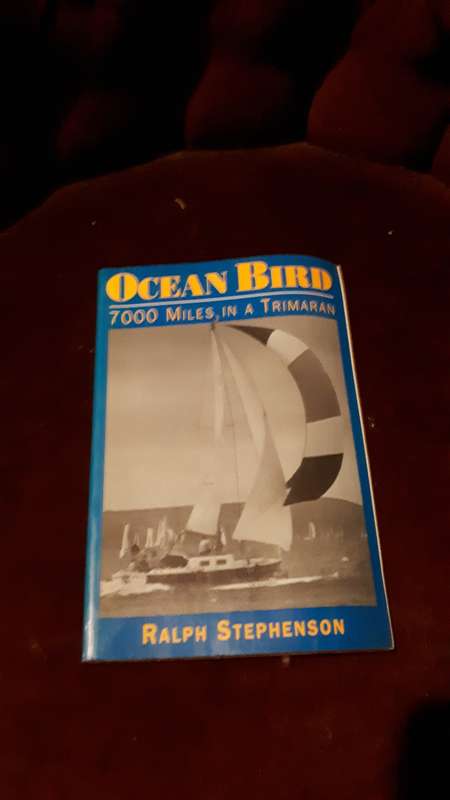 OCEAN BIRD
7000 MILES IN A TRIMARAN
RALPH STEPHENSON